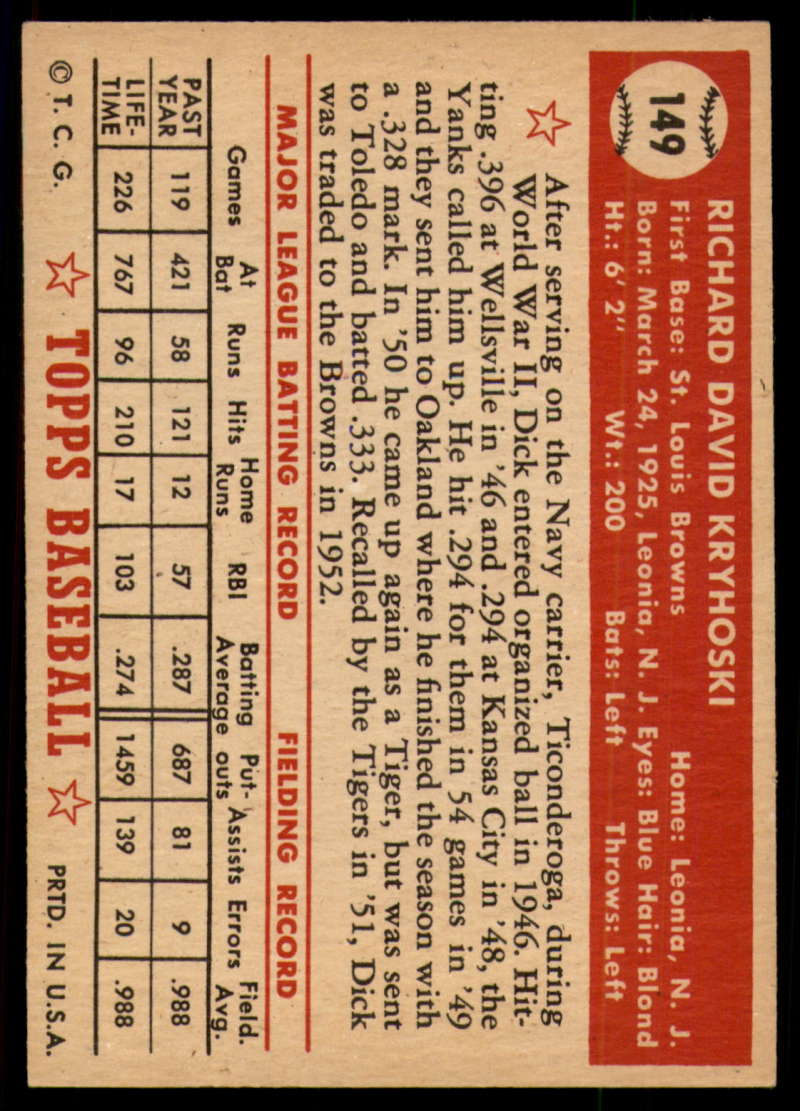 149
RICHARD DAVID KRYHOSKI
First Base: St. Louis Browns Home: Leonia, N. J.
Born: March 24, 1925, Leonia, N. J. Eyes: Blue Hair: Blond
Ht.: 6' 2" Wt.: 200 Bats: Left Throws: Left
After serving on the Navy carrier, Ticonderoga, during
World War II, Dick entered organized ball in 1946. Hit-
ting .396 at Wellsville in '46 and .294 at Kansas City in '48, the
Yanks called him up. He hit .294 for them in 54 games in '49
and they sent him to Oakland where he finished the season with
a .328 mark. In '50 he came up again as a Tiger, but was sent
to Toledo and batted .333. Recalled by the Tigers in '51, Dick
was traded to the Browns in 1952.
MAJOR LEAGUE BATTING RECORD FIELDING RECORD
Games At Bat Runs Hits Home Runs RBI Batting Average Put-outs Assists Errors Field. Avg.
PAST YEAR 119 421 58 121 12 57 .287 687 81 9 .988
LIFE-TIME 226 767 96 210 17 103 .274 1459 139 20 .988
© T. C. G. TOPPS BASEBALL PRTD. IN U.S.A.